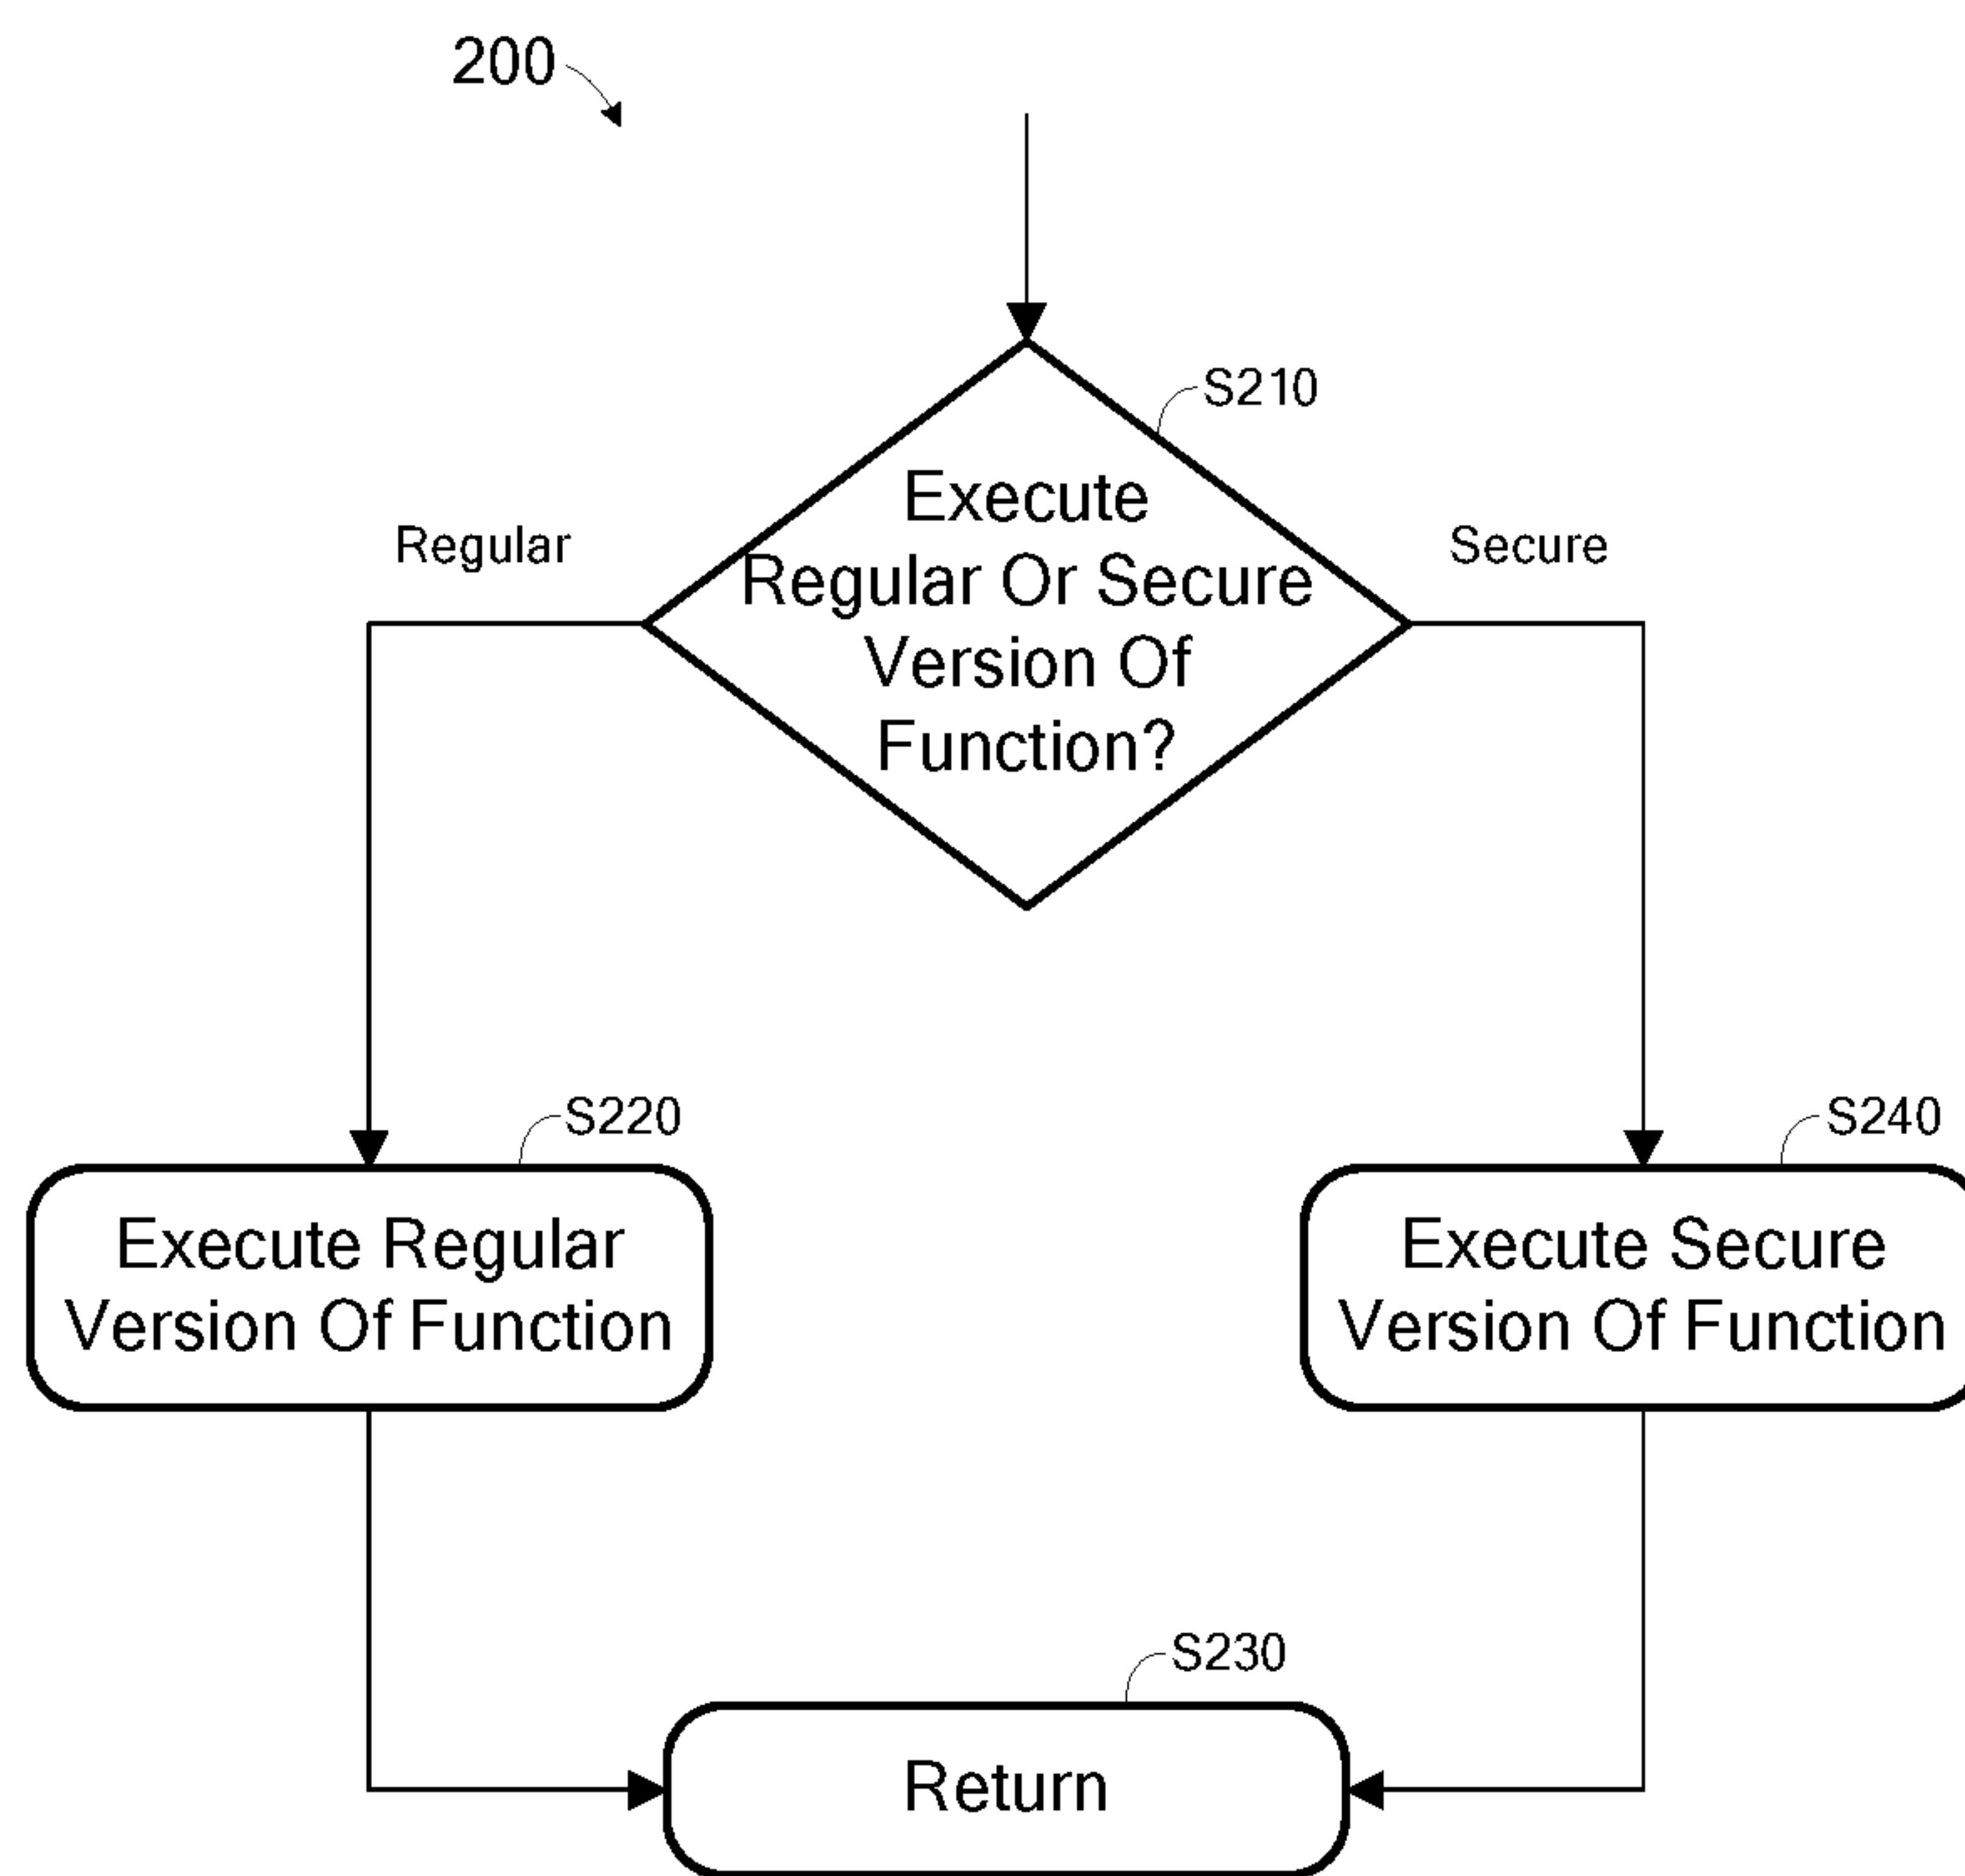 200
S210
Execute
Regular Or Secure
Version Of
Function?
Regular
Secure
S220
S240
Execute Regular
Version Of Function
Execute Secure
Version Of Function
S230
Return